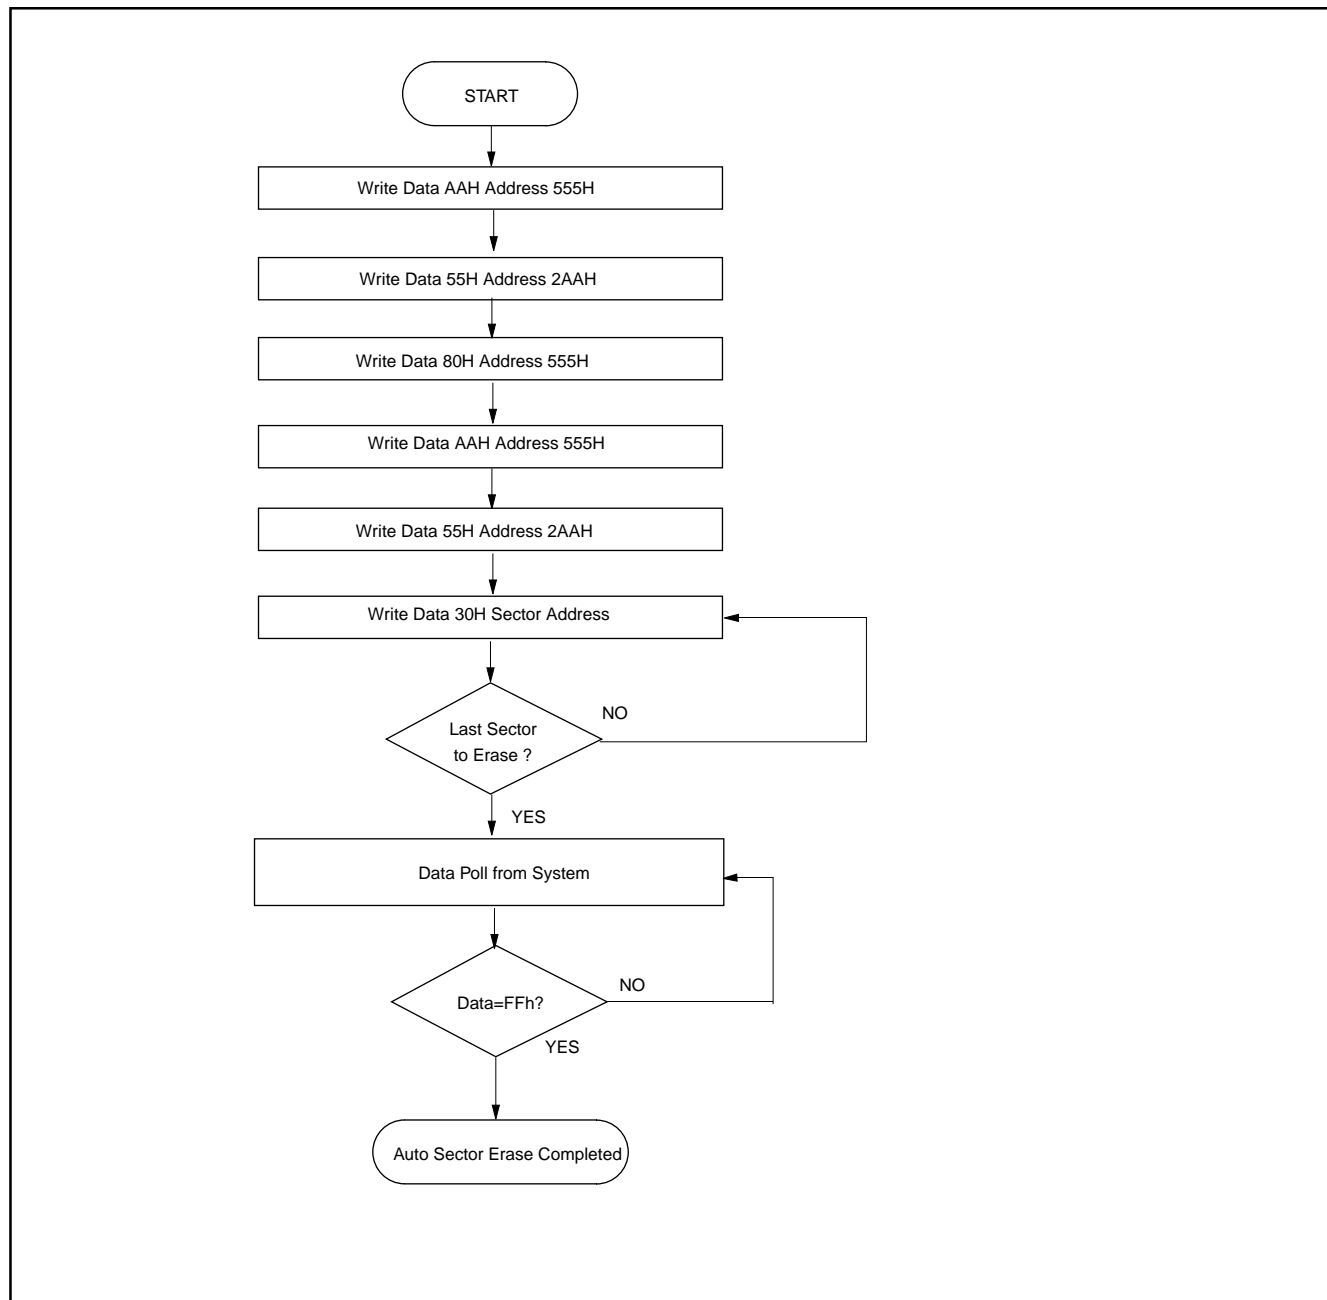 START
Write Data AAH Address 555H
Write Data 55H Address 2AAH
Write Data 80H Address 555H
Write Data AAH Address 555H
Write Data 55H Address 2AAH
Write Data 30H Sector Address
Last Sector
to Erase ?
NO
YES
Data Poll from System
Data=FFh?
NO
YES
Auto Sector Erase Completed